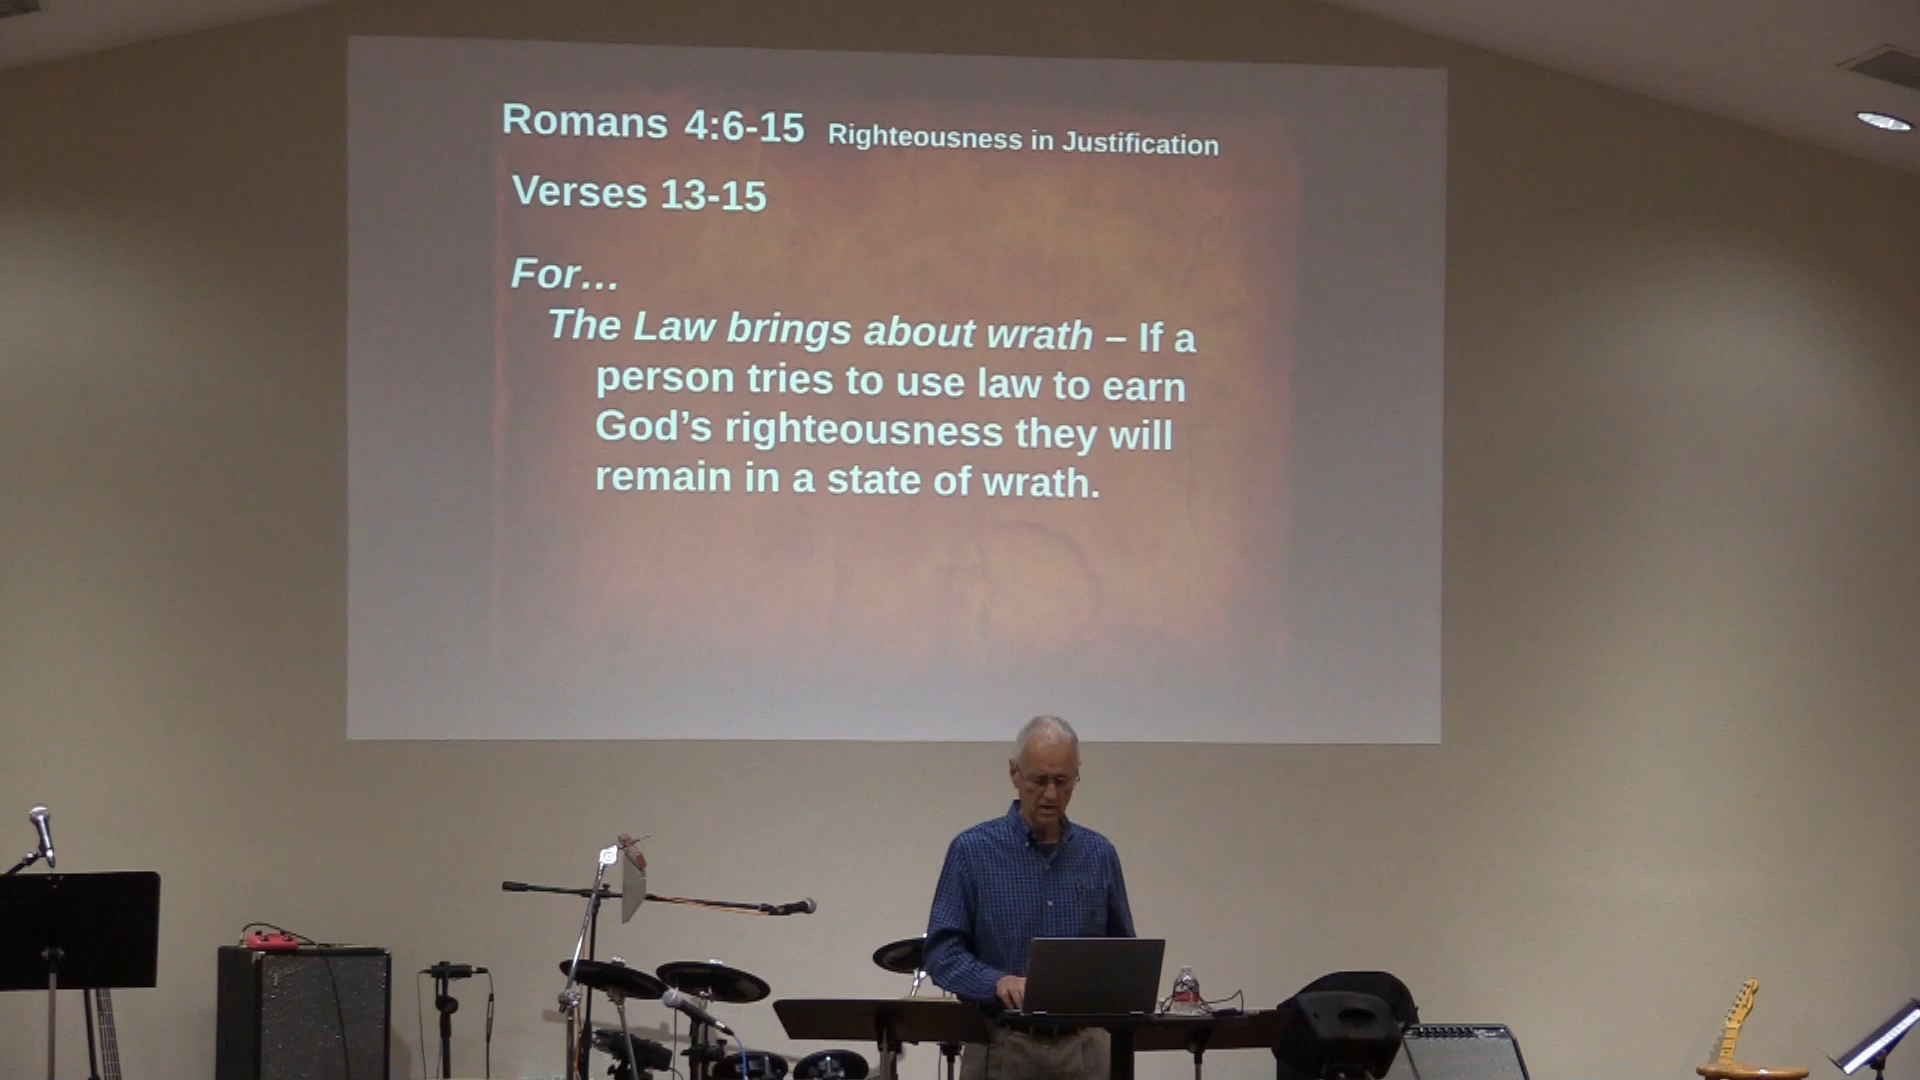 Romans 4:6-15 Righteousness in Justification
Verses 13-15
For…
The Law brings about wrath – If a
person tries to use law to earn
God’s righteousness they will
remain in a state of wrath.